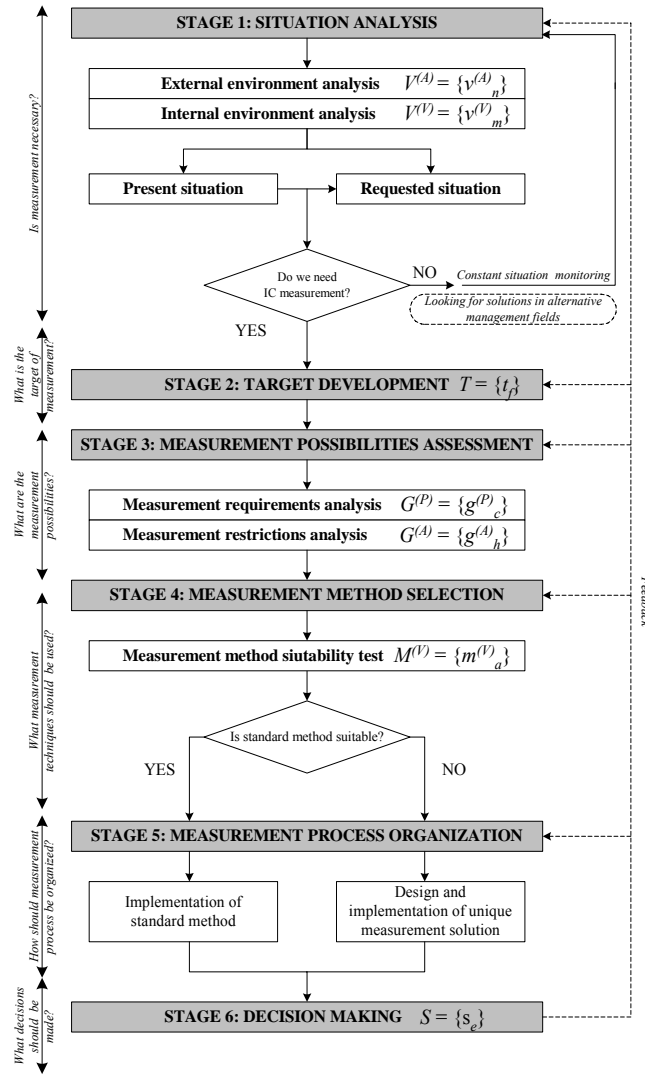 STAGE 1: SITUATION ANALYSIS
External environment analysis V(A) = {v(A)n}
Internal environment analysis V(V) = {v(V)m}
Present situation
Requested situation
Do we need
IC measurement?
NO
Constant situation monitoring
Looking for solutions in alternative
management fields
YES
Is measurement necessary?
STAGE 2: TARGET DEVELOPMENT T = {tf}
What is the
target of
measurement?
STAGE 3: MEASUREMENT POSSIBILITIES ASSESSMENT
Measurement requirements analysis G(P) = {g(P)c}
Measurement restrictions analysis G(A) = {g(A)h}
What are the
measurement
possibilities?
STAGE 4: MEASUREMENT METHOD SELECTION
Measurement method siutability test M(V) = {m(V)a}
Is standard method suitable?
YES
NO
What measurement
techniques should be used?
STAGE 5: MEASUREMENT PROCESS ORGANIZATION
Implementation of
standard method
Design and
implementation of unique
measurement solution
How should measurement
process be organized?
STAGE 6: DECISION MAKING S = {se}
What decisions
should be
made?